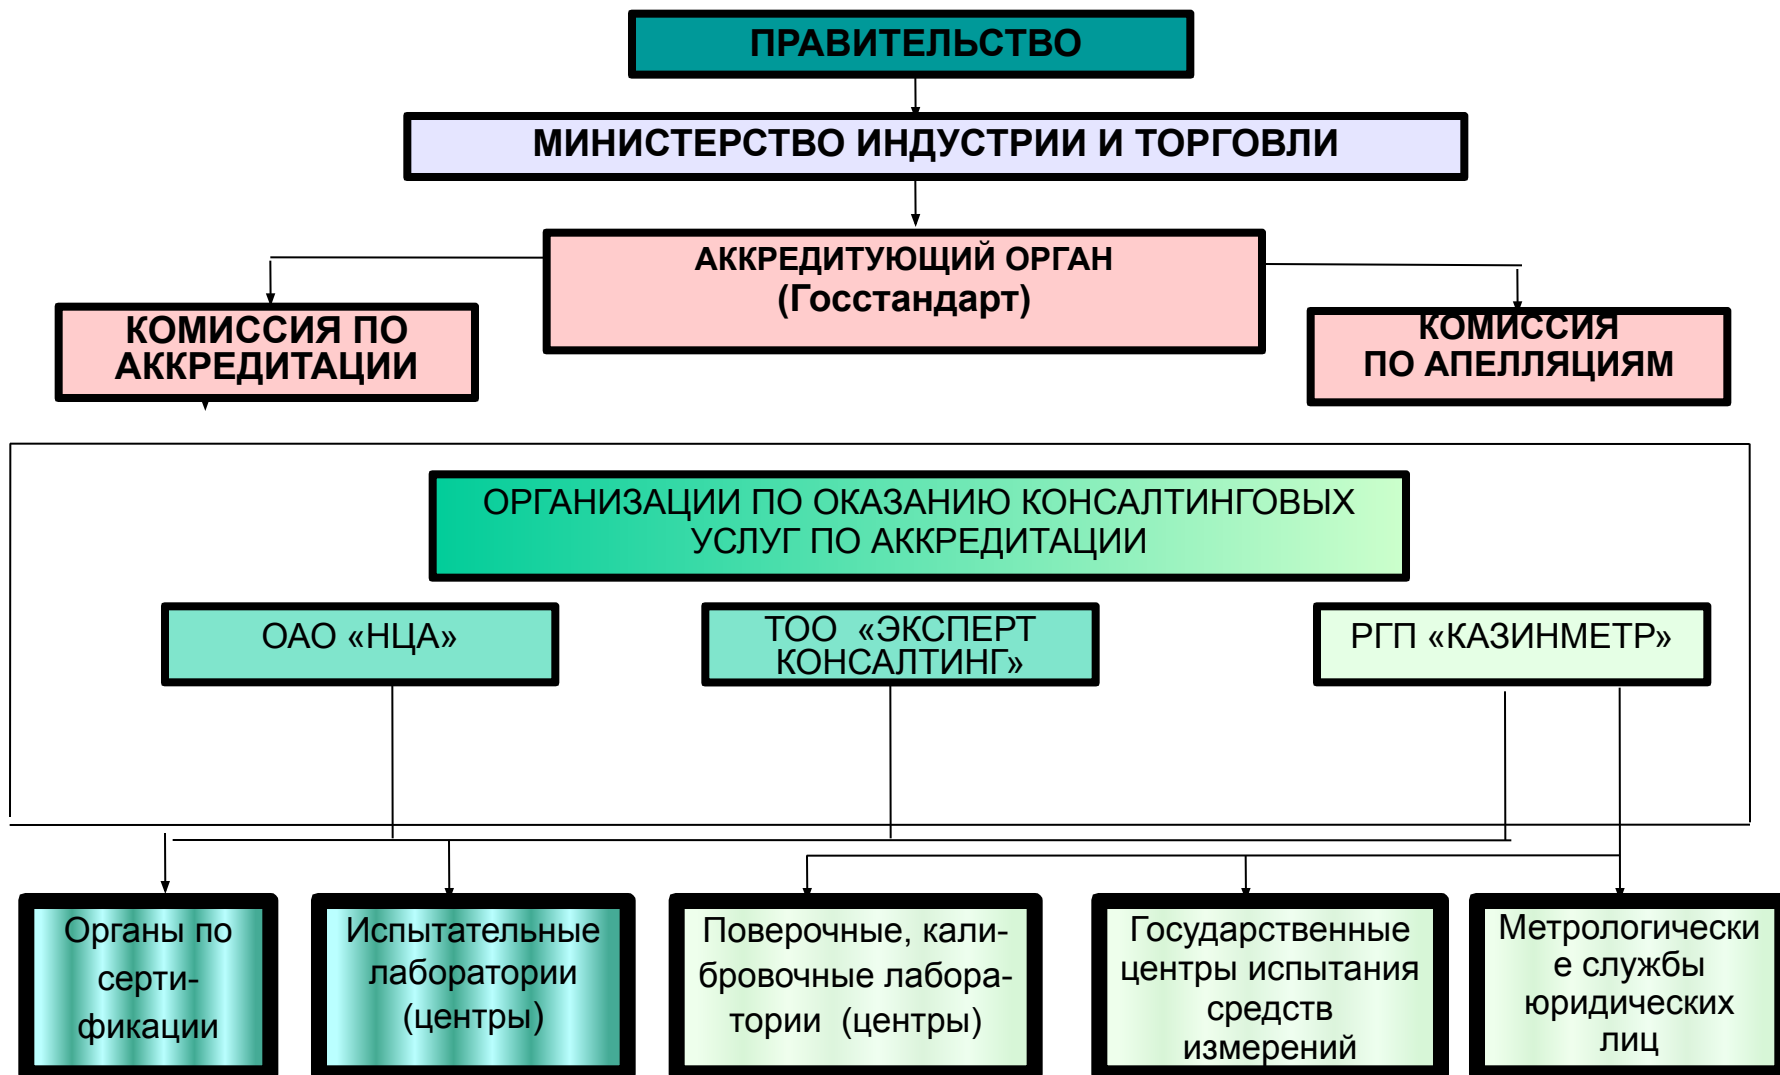 ПРАВИТЕЛЬСТВО
МИНИСТЕРСТВО ИНДУСТРИИ И ТОРГОВЛИ
АККРЕДИТУЮЩИЙ ОРГАН
(Госстандарт)
КОМИССИЯ ПО
АККРЕДИТАЦИИ
КОМИССИЯ
ПО АПЕЛЛЯЦИЯМ
ОРГАНИЗАЦИИ ПО ОКАЗАНИЮ КОНСАЛТИНГОВЫХ
УСЛУГ ПО АККРЕДИТАЦИИ
ОАО «НЦА»
ТОО «ЭКСПЕРТ
КОНСАЛТИНГ»
РГП «КАЗИНМЕТР»
Органы по
серти-
фикации
Испытательные
лаборатории
(центры)
Поверочные, кали-
бровочные лабора-
тории (центры)
Государственные
центры испытания
средств
измерений
Метрологически
е службы
юридических
лиц